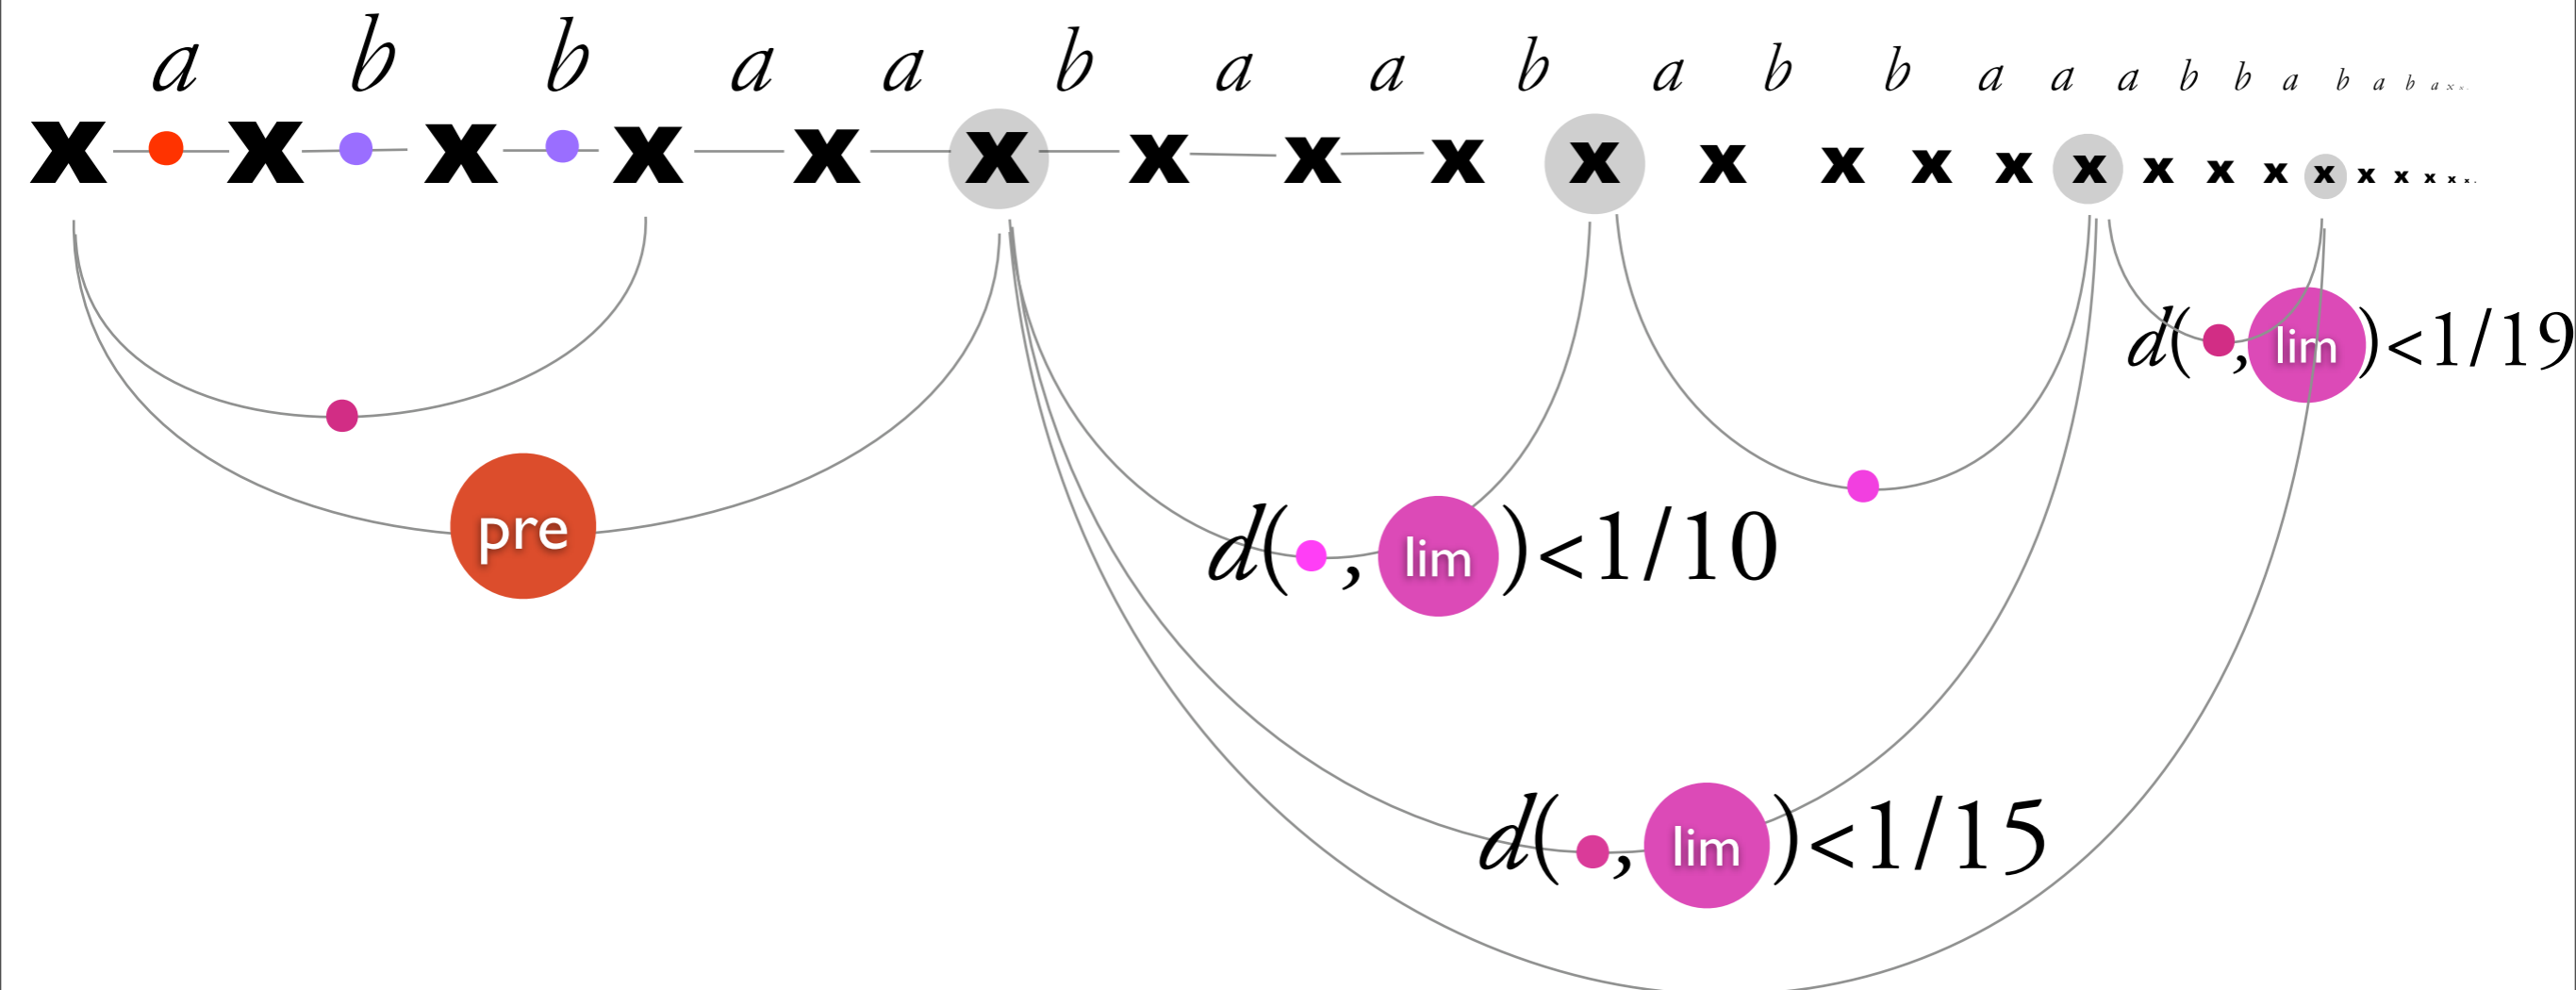 a b b a a b a a b a b b a a a b b a b a b a x x .
x x x x x x x x x x x x x x x x x x x x x x x x x .
d( , lim )<1/19
pre
d( , lim )<1/10
d( , lim )<1/15